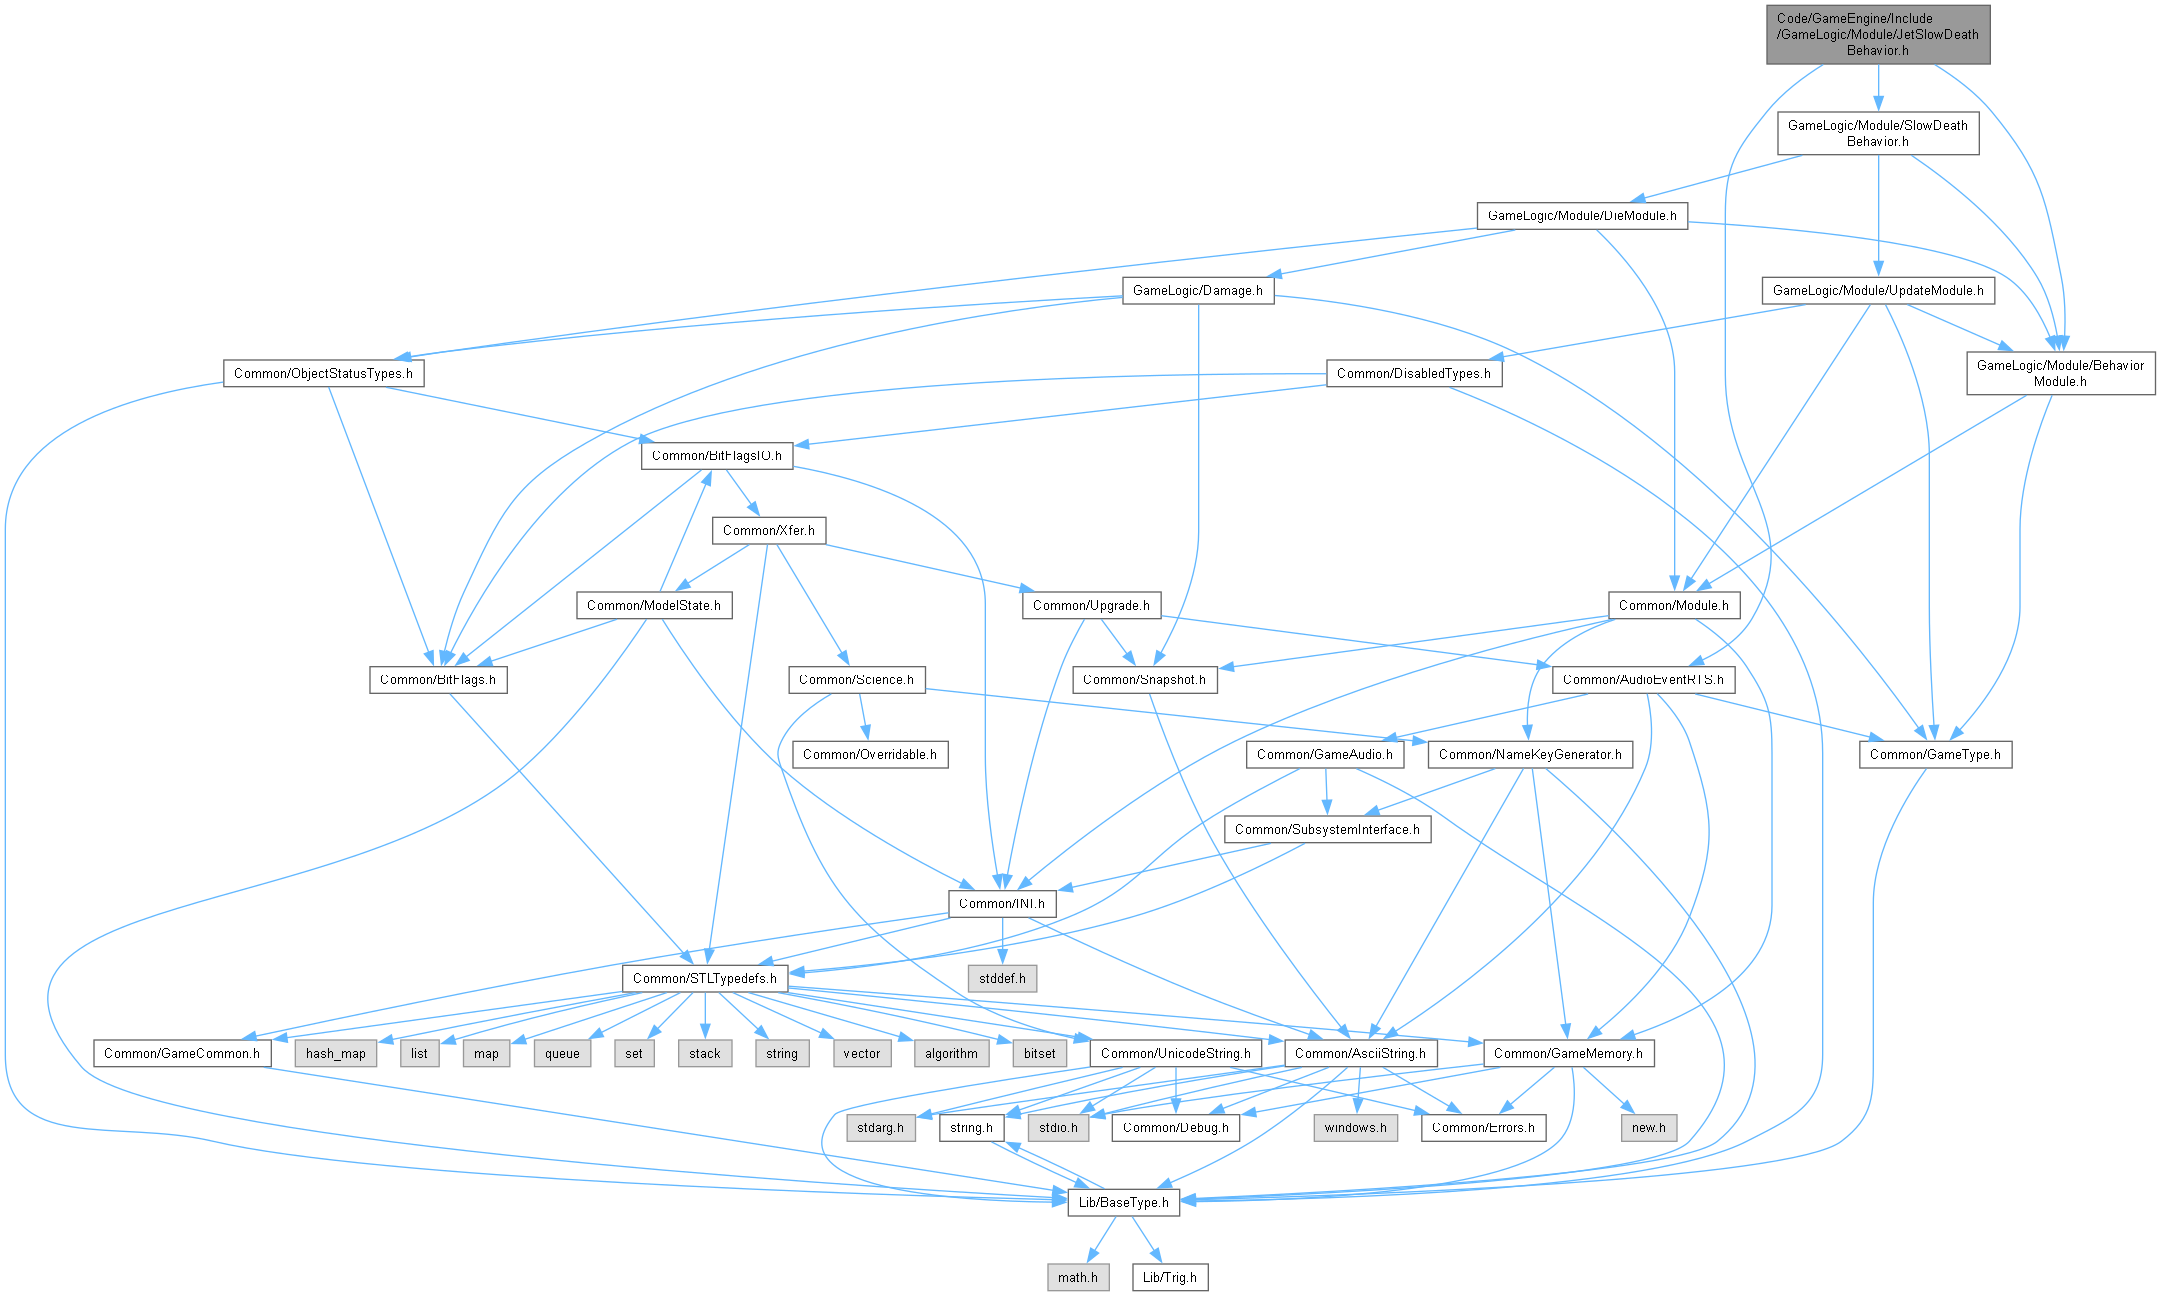 Code/GameEngine/Include
/GameLogic/Module/JetSlowDeath
Behavior.h
GameLogic/Module/SlowDeath
Behavior.h
GameLogic/Module/DieModule.h
GameLogic/Damage.h
GameLogic/Module/UpdateModule.h
Common/ObjectStatusTypes.h
Common/DisabledTypes.h
GameLogic/Module/Behavior
Module.h
Common/BitFlagsIO.h
Common/Xfer.h
Common/ModelState.h
Common/Upgrade.h
Common/Module.h
Common/BitFlags.h
Common/Science.h
Common/Snapshot.h
Common/AudioEventRTS.h
Common/Overridable.h
Common/GameAudio.h
Common/NameKeyGenerator.h
Common/GameType.h
Common/SubsystemInterface.h
Common/INI.h
Common/STLTypedefs.h
stddef.h
Common/GameCommon.h
hash_map
list
map
queue
set
stack
string
vector
algorithm
bitset
Common/UnicodeString.h
Common/AsciiString.h
Common/GameMemory.h
stdarg.h
string.h
stdio.h
Common/Debug.h
windows.h
Common/Errors.h
new.h
Lib/BaseType.h
math.h
Lib/Trig.h